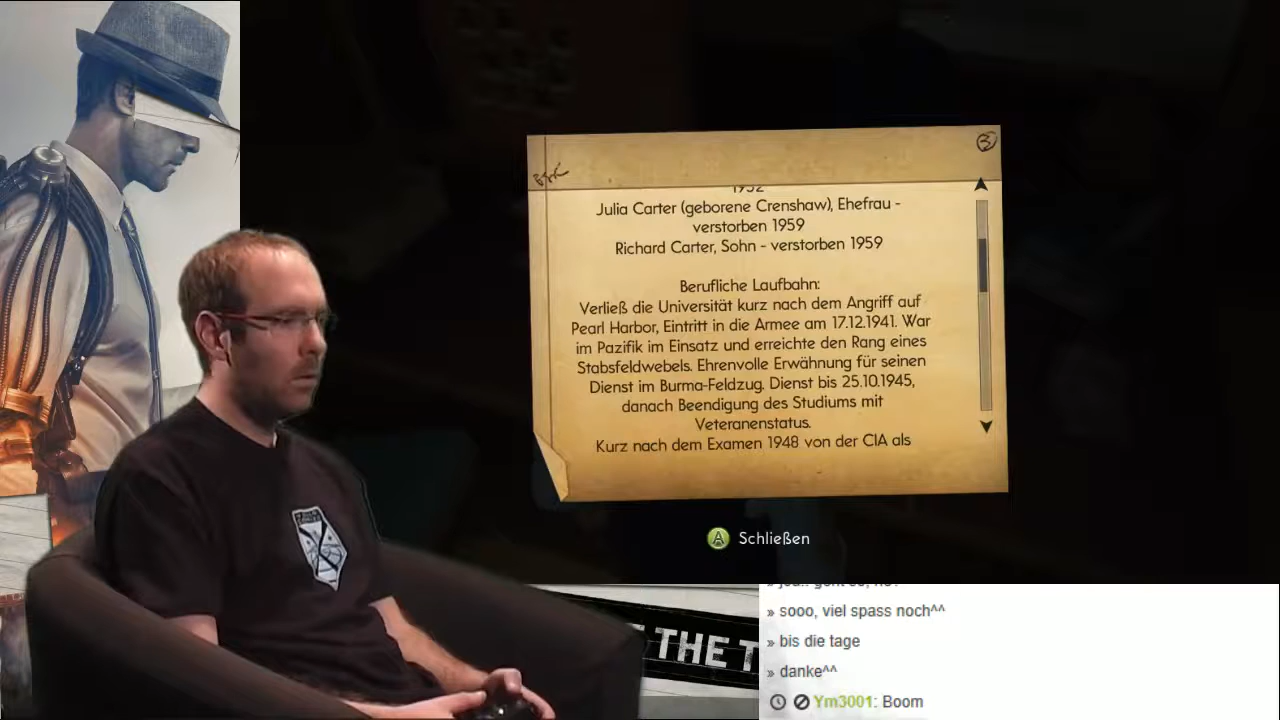 3
1952
Julia Carter (geborene Crenshaw), Ehefrau -
verstorben 1959
Richard Carter, Sohn - verstorben 1959
Berufliche Laufbahn:
Verließ die Universität kurz nach dem Angriff auf
Pearl Harbor, Eintritt in die Armee am 17.12.1941. War
im Pazifik im Einsatz und erreichte den Rang eines
Stabsfeldwebels. Ehrenvolle Erwähnung für seinen
Dienst im Burma-Feldzug. Dienst bis 25.10.1945,
danach Beendigung des Studiums mit
Veteranenstatus.
Kurz nach dem Examen 1948 von der CIA als
A Schließen
THE T
» sooo, viel spass noch^^
» bis die tage
» danke^^
Ym3001: Boom